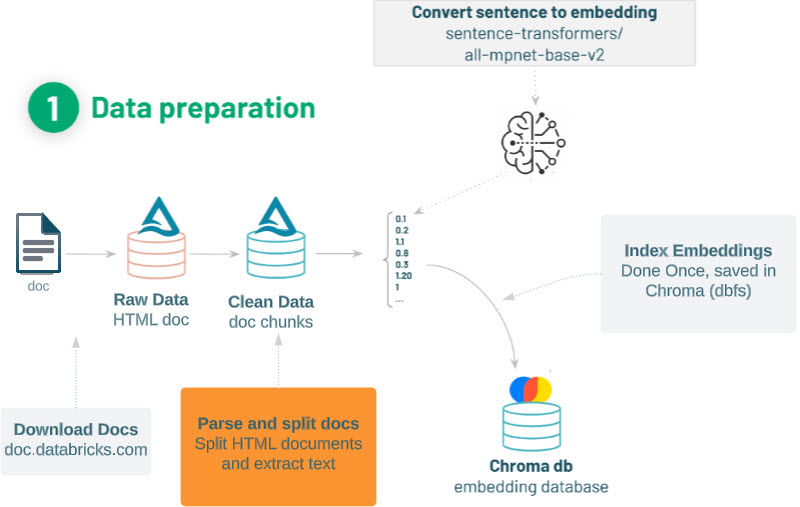 Convert sentence to embedding
sentence-transformers/
all-mpnet-base-v2
1 Data preparation
doc
Raw Data
HTML doc
Clean Data
doc chunks
0.1
0.2
1.1
0.8
0.3
1.20
1
...
Index Embeddings
Done Once, saved in
Chroma (dbfs)
Download Docs
doc.databricks.com
Parse and split docs
Split HTML documents
and extract text
Chroma db
embedding database